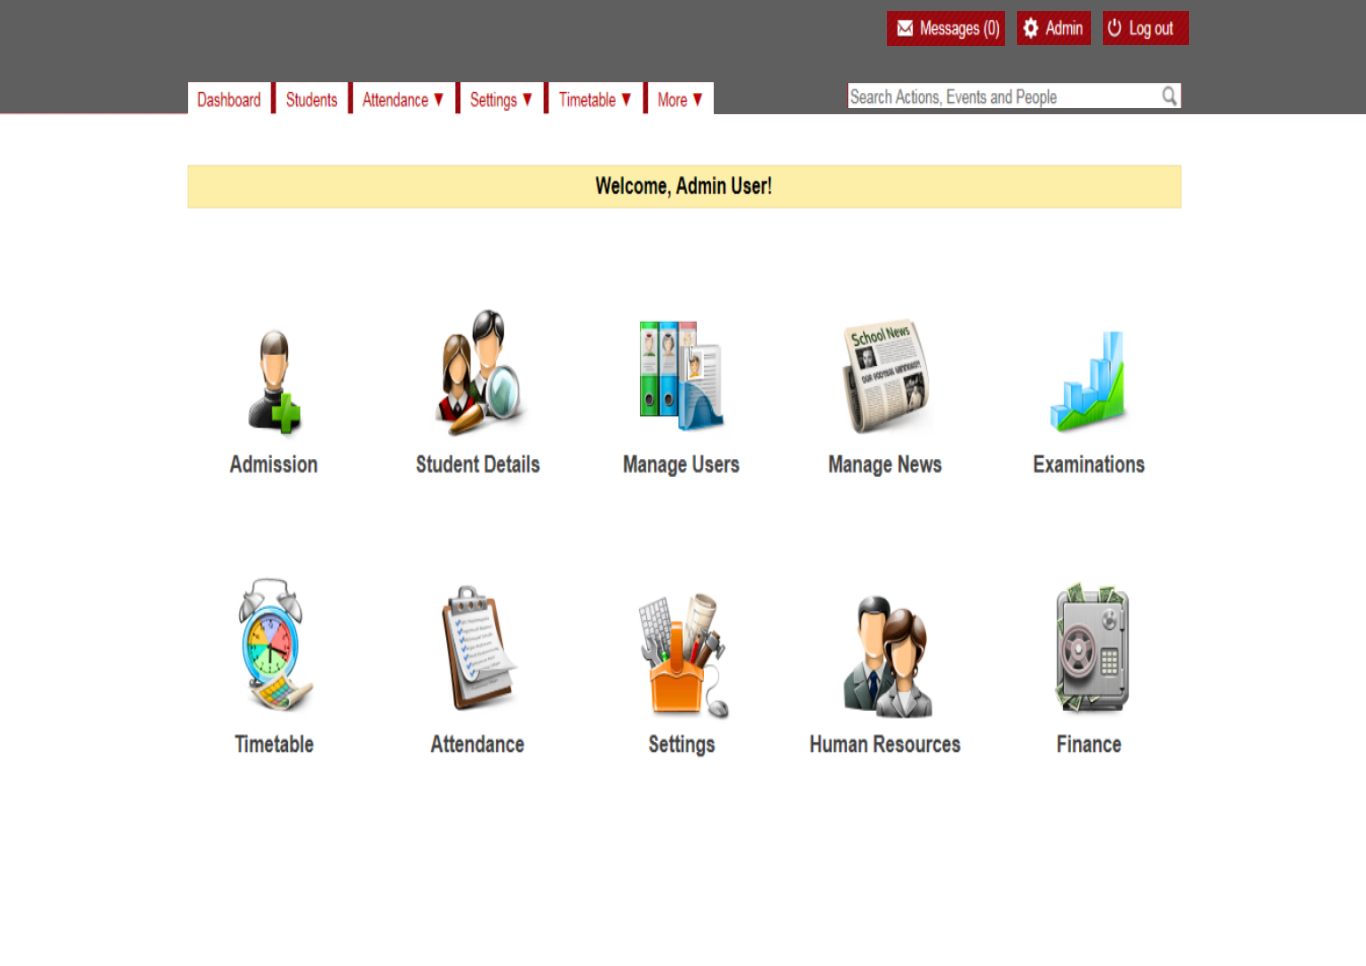 Messages (0) Admin Log out
Dashboard Students Attendance ▼ Settings ▼ Timetable ▼ More ▼ Search Actions, Events and People
Welcome, Admin User!
School News
Admission Student Details Manage Users Manage News Examinations
Timetable Attendance Settings Human Resources Finance